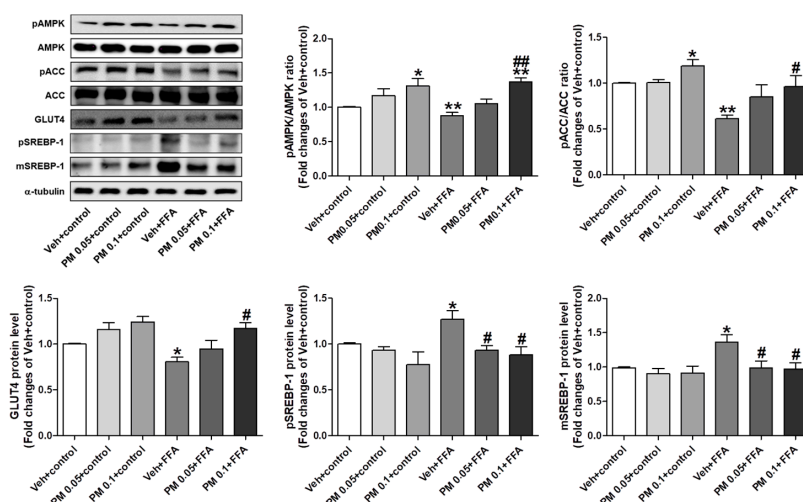 pAMPK
AMPK
pACC
ACC
GLUT4
pSREBP-1
mSREBP-1
α-tubulin
Veh+control
PM 0.05+control
PM 0.1+control
Veh+FFA
PM 0.05+FFA
PM 0.1+FFA
pAMPK/AMPK ratio
(Fold changes of Veh+control)
2.0
1.5
1.0
0.5
0.0
*
**
##
**
Veh+control
PM0.05+control
PM0.1+control
Veh+FFA
PM0.05+FFA
PM0.1+FFA
pACC/ACC ratio
(Fold changes of Veh+control)
1.5
1.0
0.5
0.0
*
**
#
Veh+control
PM 0.05+control
PM 0.1+control
Veh+FFA
PM 0.05+FFA
PM 0.1+FFA
GLUT4 protein level
(Fold changes of Veh+control)
1.5
1.0
0.5
0.0
*
#
Veh+control
PM 0.05+control
PM 0.1+control
Veh+FFA
PM 0.05+FFA
PM 0.1+FFA
pSREBP-1 protein level
(Fold changes of Veh+control)
1.5
1.0
0.5
0.0
*
#
#
Veh+control
PM 0.05+control
PM 0.1+control
Veh+FFA
PM 0.05+FFA
PM 0.1+FFA
mSREBP-1 protein level
(Fold changes of Veh+control)
2.0
1.5
1.0
0.5
0.0
*
#
#
Veh+control
PM 0.05+control
PM 0.1+control
Veh+FFA
PM 0.05+FFA
PM 0.1+FFA